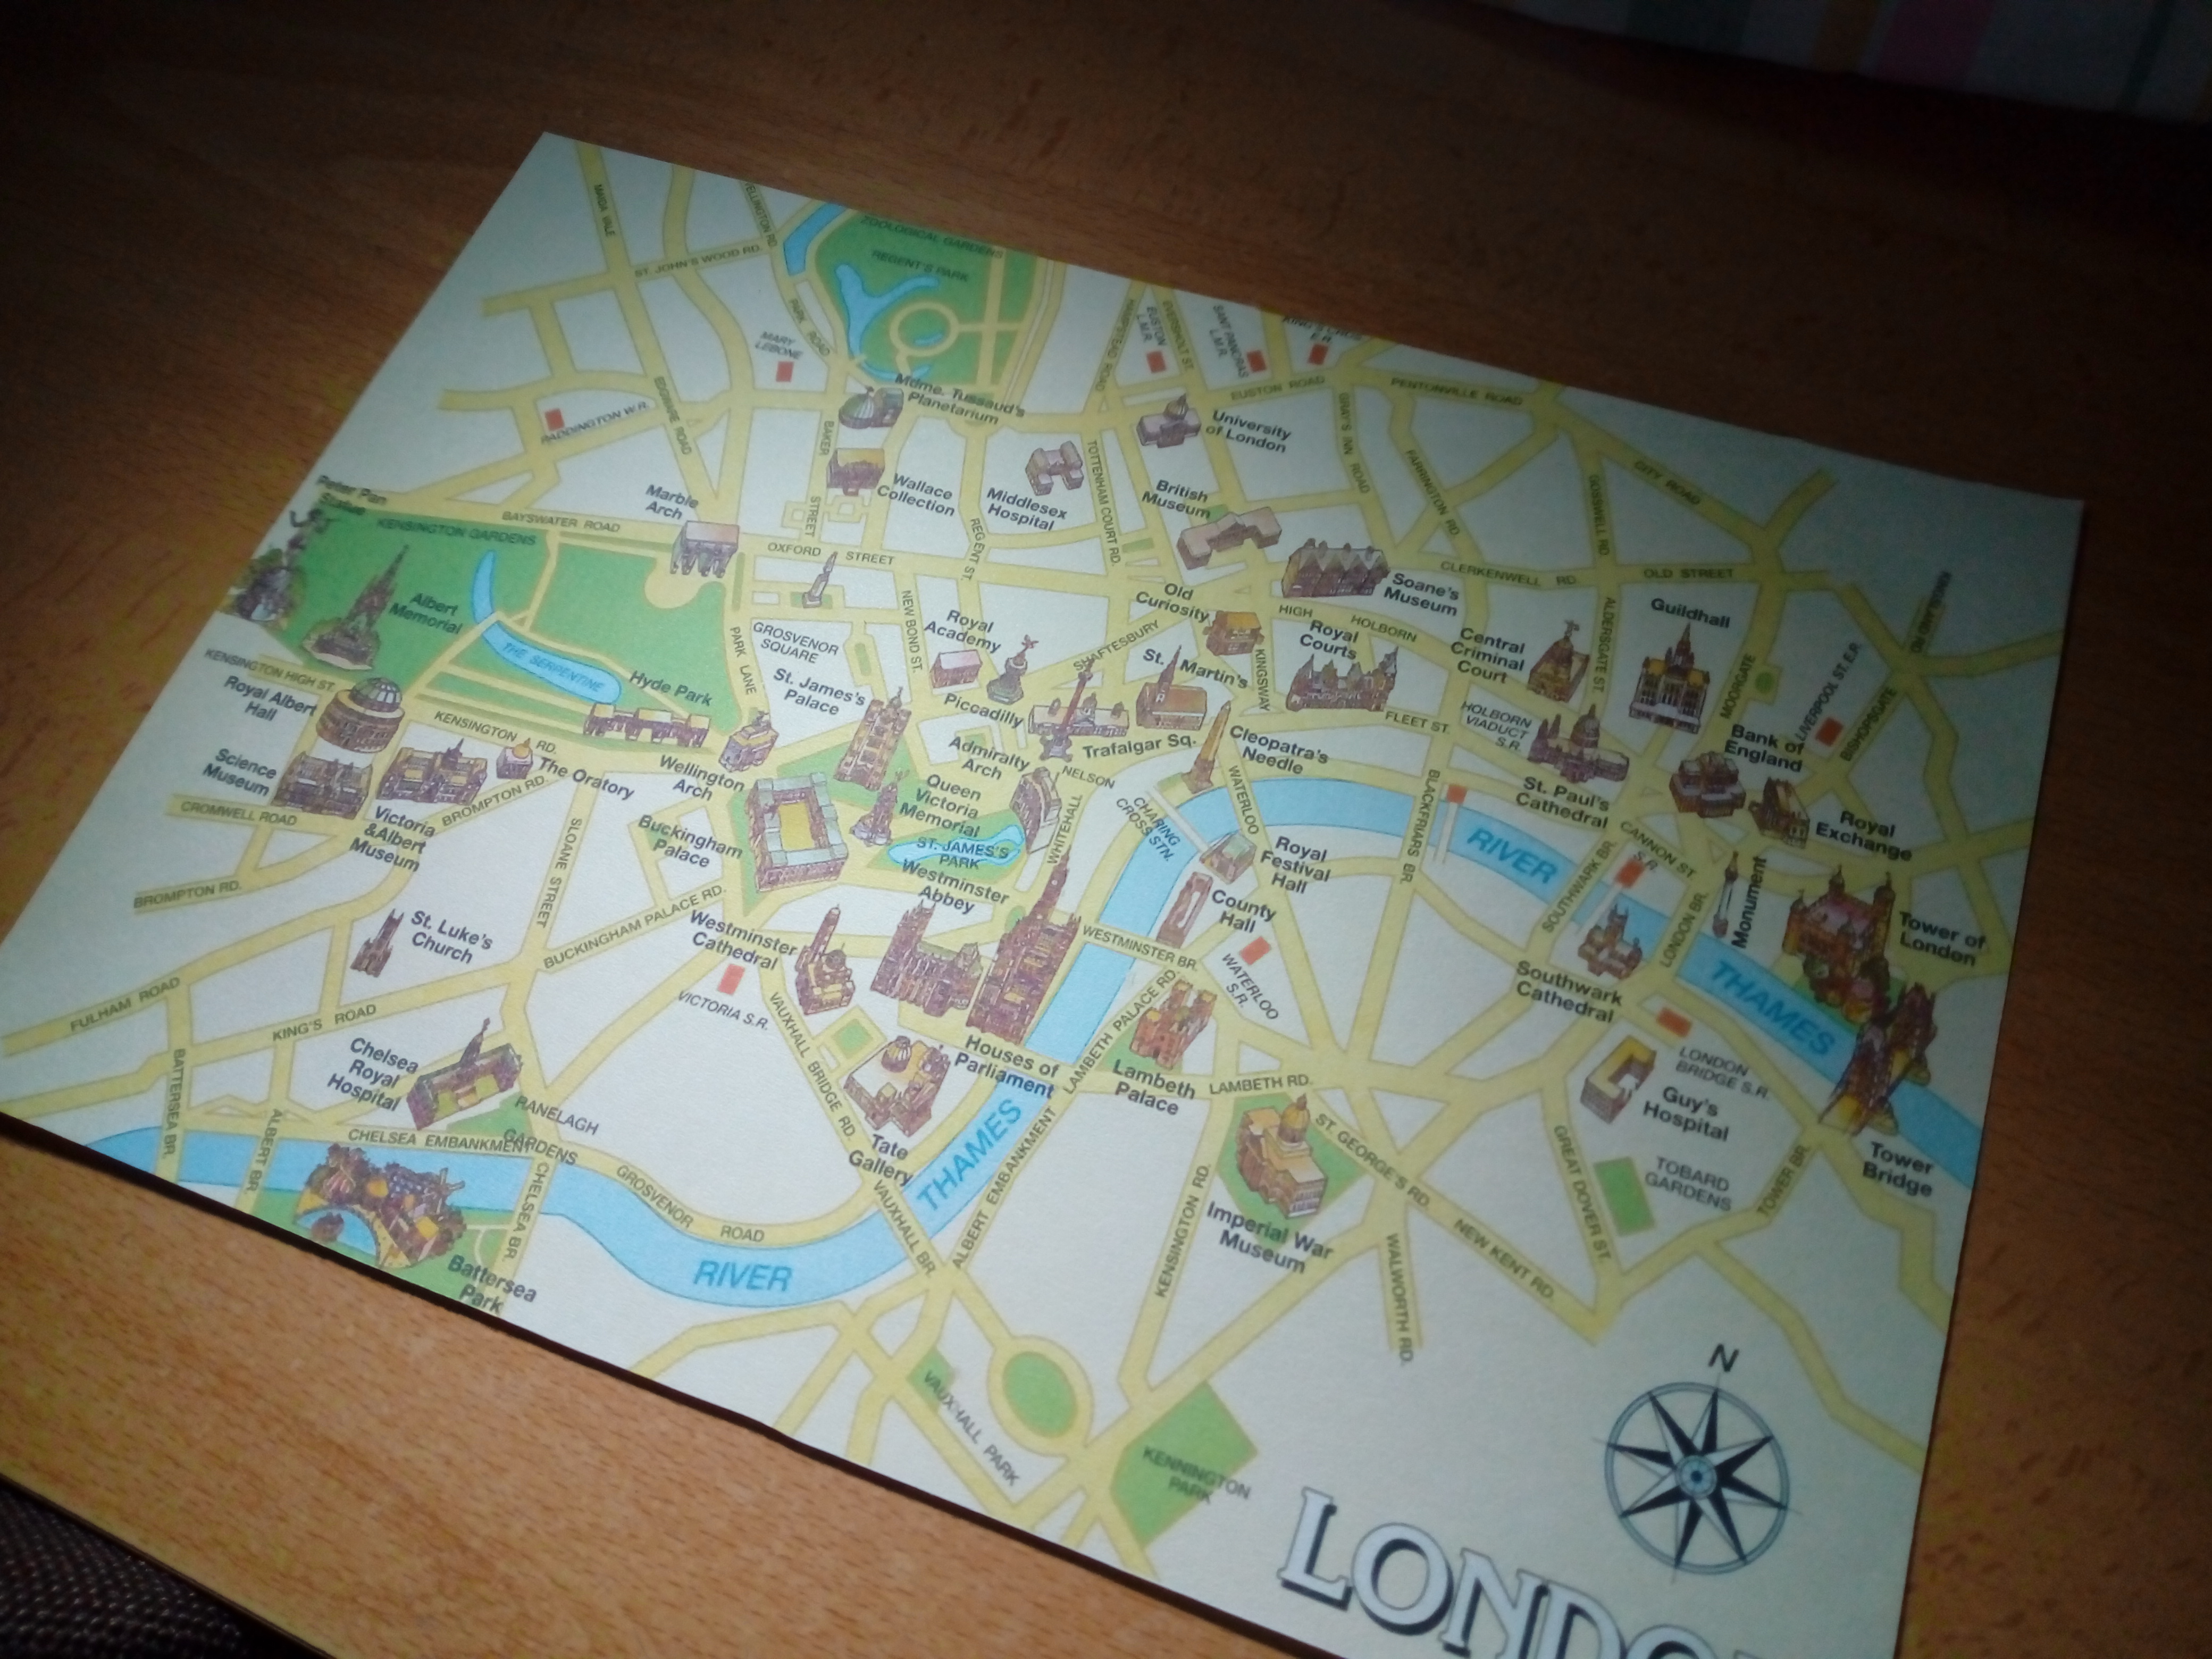 MAIDA VALE
WELLINGTON RD.
ZOOLOGICAL GARDENS
REGENT'S PARK
ST. JOHN'S WOOD RD.
PARK ROAD
MARY
LEBONE
EUSTON
L.M.R.
EVERSHOLT ST.
SAINT PANCRAS
L.M.R.
KING'S CROSS
E.R.
HAMPSTEAD ROAD
EUSTON ROAD
PENTONVILLE ROAD
Mdme. Tussaud's
Planetarium
EDGWARE ROAD
PADDINGTON W.R.
BAKER
STREET
University
of London
GRAY'S INN ROAD
FARRINGTON RD
GOSWELL RD.
CITY ROAD
Wallace
Collection
Middlesex
Hospital
TOTTENHAM COURT RD.
British
Museum
Peter Pan
Statue
KENSINGTON GARDENS
BAYSWATER ROAD
Marble
Arch
OXFORD STREET
REGENT ST.
CLERKENWELL RD.
OLD STREET
Soane's
Museum
Old
Curiosity
HIGH HOLBORN
Albert
Memorial
THE SERPENTINE
Hyde Park
PARK LANE
GROSVENOR
SQUARE
NEW BOND ST.
Royal
Academy
SHAFTESBURY
St. Martin's
KINGSWAY
Royal
Courts
Central
Criminal
Court
ALDERSGATE ST.
Guildhall
MOORGATE
LIVERPOOL ST. E.R.
BISHOPSGATE
KENSINGTON HIGH ST.
Royal Albert
Hall
KENSINGTON RD.
St. James's
Palace
Piccadilly
Trafalgar Sq.
FLEET ST.
HOLBORN
VIADUCT
S.R.
Bank of
England
Science
Museum
The Oratory
Wellington
Arch
Admiralty
Arch
NELSON
Cleopatra's
Needle
St. Paul's
Cathedral
Royal
Exchange
CROMWELL ROAD
Victoria
&Albert
Museum
BROMPTON RD.
SLOANE STREET
Buckingham
Palace
Queen
Victoria
Memorial
ST. JAMES'S
PARK
WHITEHALL
CHARING
CROSS STN.
WATERLOO
BLACKFRIARS BR.
RIVER
SOUTHWARK BR.
CANNON ST
S.R.
LONDON BR.
Monument
Tower of
London
BROMPTON RD.
BUCKINGHAM PALACE RD.
Westminster
Abbey
Royal
Festival
Hall
County
Hall
St. Luke's
Church
Westminster
Cathedral
WESTMINSTER BR.
WATERLOO
S.R.
Southwark
Cathedral
THAMES
FULHAM ROAD
KING'S ROAD
VICTORIA S.R.
VAUXHALL BRIDGE RD.
Houses of
Parliament
LAMBETH PALACE RD.
Lambeth
Palace
LAMBETH RD.
LONDON
BRIDGE S.R.
Guy's
Hospital
Chelsea
Royal
Hospital
RANELAGH
GARDENS
BATTERSEA BR.
ALBERT BR.
CHELSEA EMBANKMENT
CHELSEA BR.
GROSVENOR ROAD
Tate
Gallery
THAMES
ALBERT EMBANKMENT
ST. GEORGE'S RD.
GREAT DOVER ST.
TOBARD
GARDENS
TOWER BR.
Tower
Bridge
Battersea
Park
RIVER
VAUXHALL BR.
KENSINGTON RD.
Imperial War
Museum
NEW KENT RD.
WALWORTH RD.
VAUXHALL PARK
KENNINGTON
PARK
N
LONDO